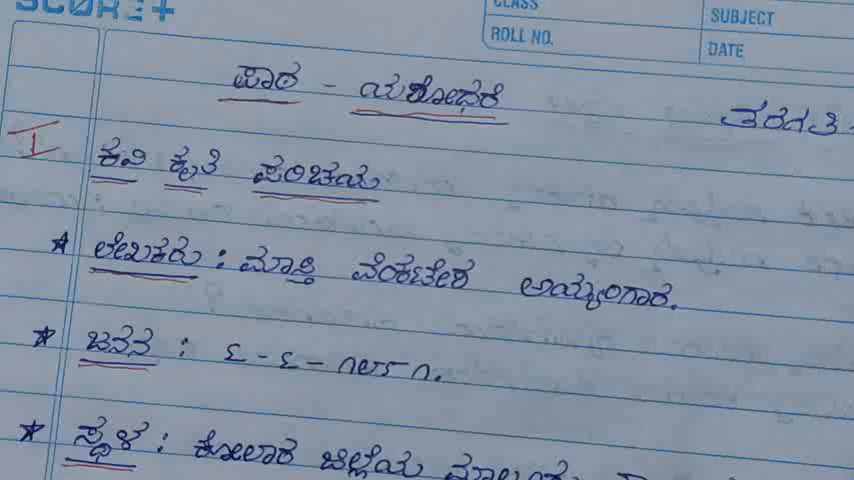 SCORE+
CLASS
SUBJECT
ROLL NO.
DATE
ಪಾಠ - ಯಶೋಧರೆ
ತರಗತಿ -
I
ಕವಿ ಕೃತಿ ಪರಿಚಯ
★ ಲೇಖಕರು : ಮಾಸ್ತಿ ವೆಂಕಟೇಶ ಅಯ್ಯಂಗಾರ.
★ ಜನನ : ೬ - ೬ - ೧೮೯೧.
★ ಸ್ಥಳ : ಕೋಲಾರ ಜಿಲ್ಲೆಯ